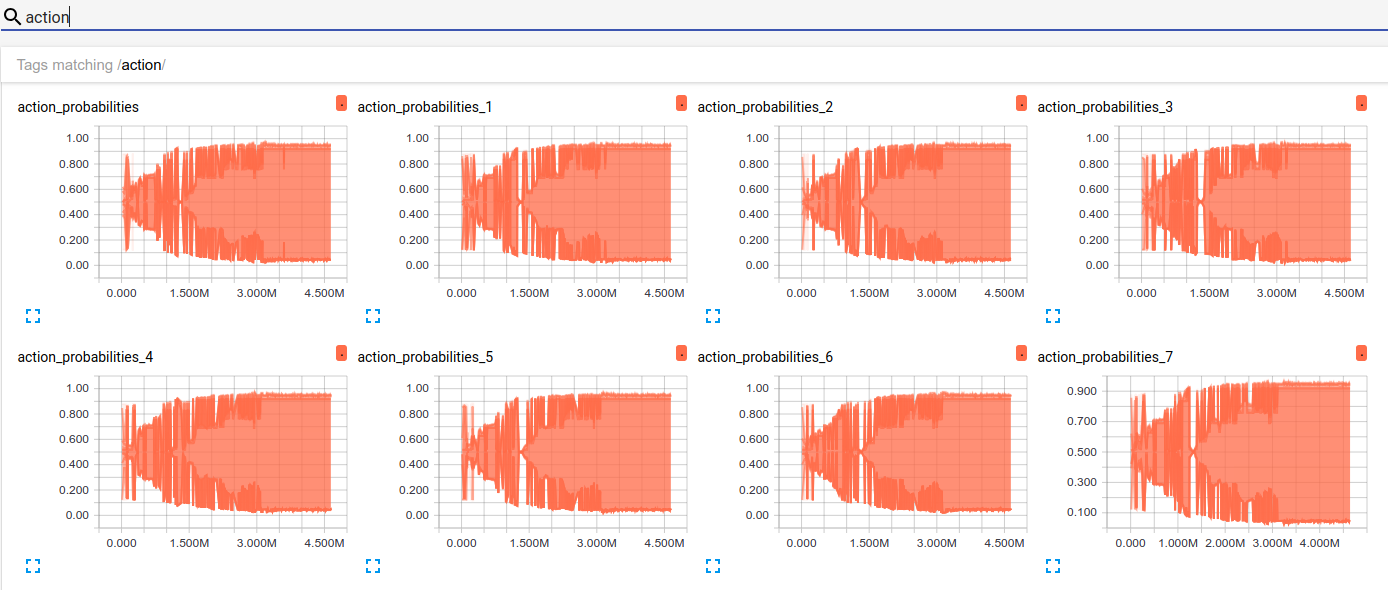 action
Tags matching /action/
action_probabilities . action_probabilities_1 . action_probabilities_2 . action_probabilities_3 .
1.00 1.00 1.00 1.00
0.800 0.800 0.800 0.800
0.600 0.600 0.600 0.600
0.400 0.400 0.400 0.400
0.200 0.200 0.200 0.200
0.00 0.00 0.00 0.00
0.000 1.500M 3.000M 4.500M 0.000 1.500M 3.000M 4.500M 0.000 1.500M 3.000M 4.500M 0.000 1.500M 3.000M 4.500M
action_probabilities_4 . action_probabilities_5 . action_probabilities_6 . action_probabilities_7 .
1.00 1.00 1.00 0.900
0.800 0.800 0.800 0.700
0.600 0.600 0.600 0.500
0.400 0.400 0.400 0.300
0.200 0.200 0.200 0.100
0.00 0.00 0.00
0.000 1.500M 3.000M 4.500M 0.000 1.500M 3.000M 4.500M 0.000 1.500M 3.000M 4.500M 0.000 1.000M 2.000M 3.000M 4.000M